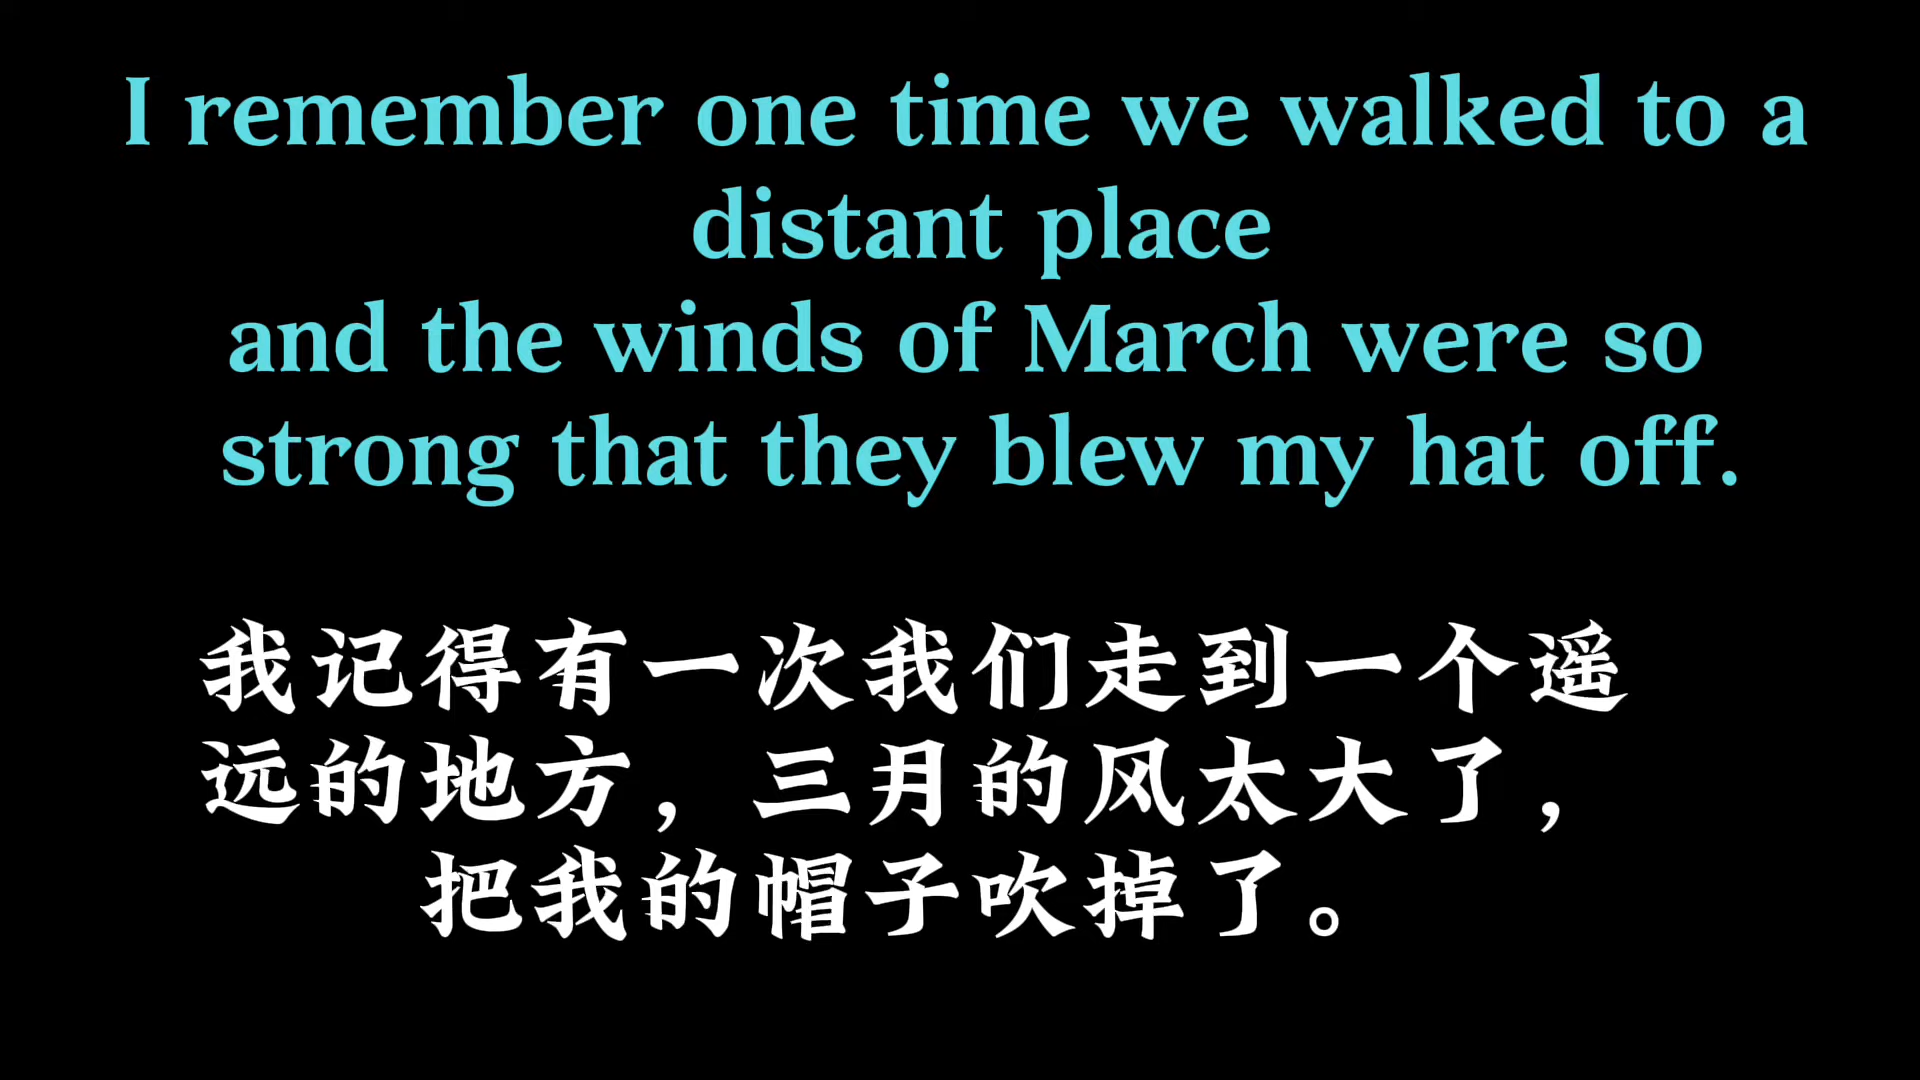 I remember one time we walked to a
distant place
and the winds of March were so
strong that they blew my hat off.
我记得有一次我们走到一个遥
远的地方，三月的风太大了，
把我的帽子吹掉了。